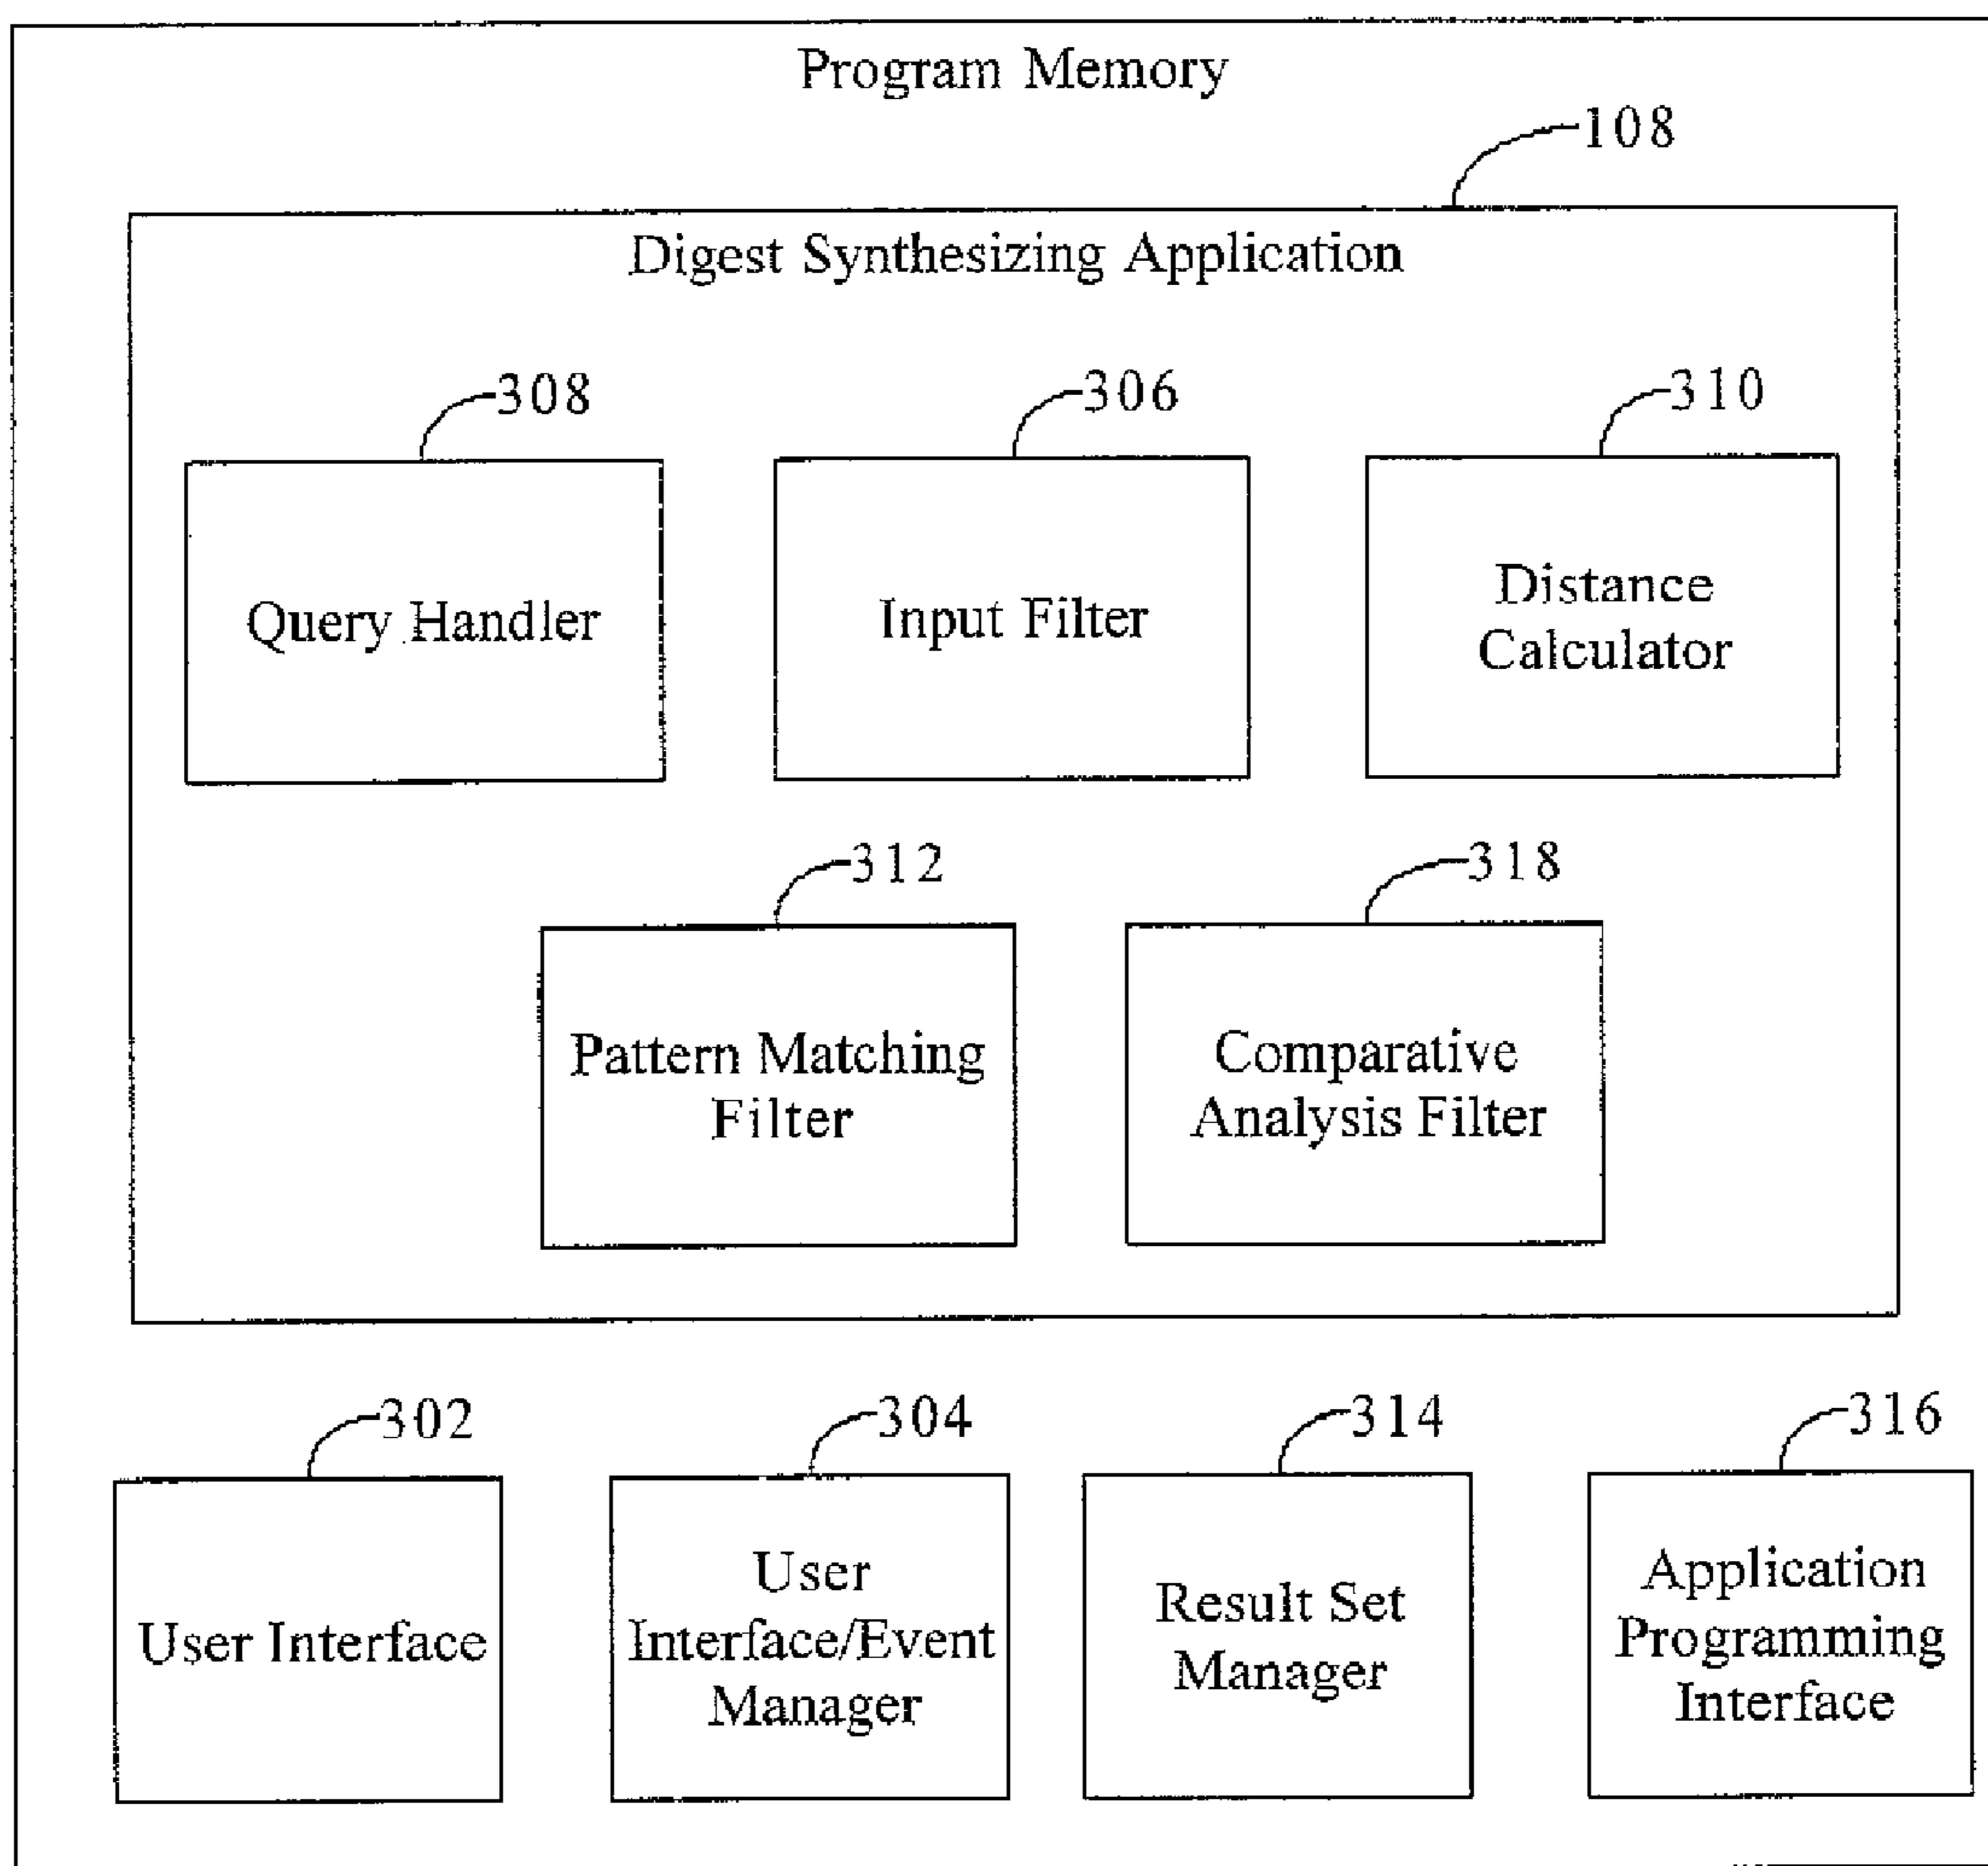 Program Memory
108
Digest Synthesizing Application
308
306
310
Query Handler
Input Filter
Distance
Calculator
312
318
Pattern Matching
Filter
Comparative
Analysis Filter
302
304
314
316
User Interface
User
Interface/Event
Manager
Result Set
Manager
Application
Programming
Interface